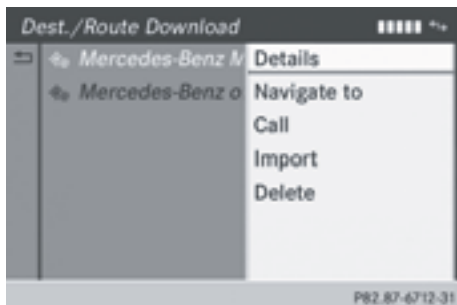 Dest./Route Download
Mercedes-Benz M
Details
Mercedes-Benz o
Navigate to
Call
Import
Delete
P82.87-6712-31